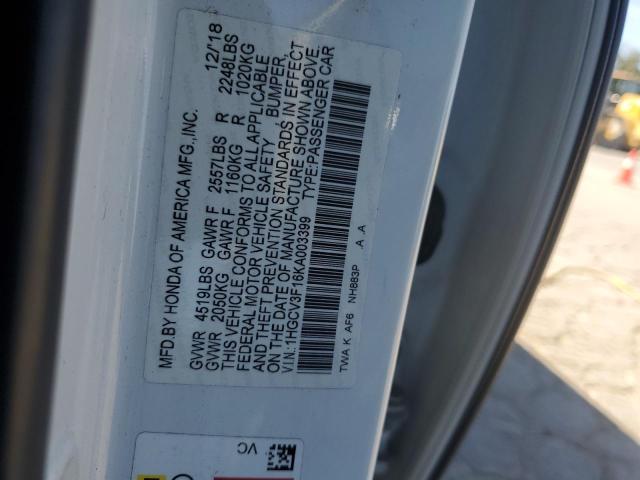 MFD.BY HONDA OF AMERICA MFG.,INC. 12/18
GVWR 4519LBS GAWR F 2557LBS R 2248LBS
GVWR 2050KG GAWR F 1160KG R 1020KG
THIS VEHICLE CONFORMS TO ALL APPLICABLE
FEDERAL MOTOR VEHICLE SAFETY, BUMPER,
AND THEFT PREVENTION STANDARDS IN EFFECT
ON THE DATE OF MANUFACTURE SHOWN ABOVE.
V.I.N.:1HGCV3F16KA003399 TYPE:PASSENGER CAR
TWA K AF6 NH883P A A
VC